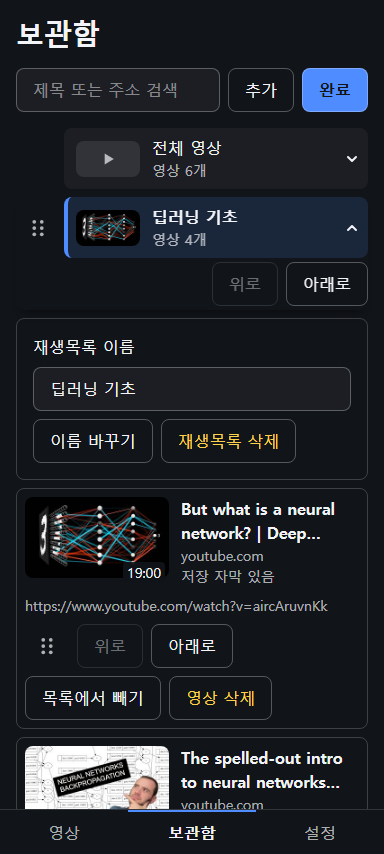 보관함
제목 또는 주소 검색
추가
완료
전체 영상
영상 6개
딥러닝 기초
영상 4개
위로
아래로
재생목록 이름
딥러닝 기초
이름 바꾸기
재생목록 삭제
But what is a neural
network? | Deep...
youtube.com
저장 자막 있음
19:00
https://www.youtube.com/watch?v=aircAruvnKk
위로
아래로
목록에서 빼기
영상 삭제
NEURAL NETWORKS
BACKPROPAGATION
The spelled-out intro
to neural networks...
youtube.com
영상
보관함
설정